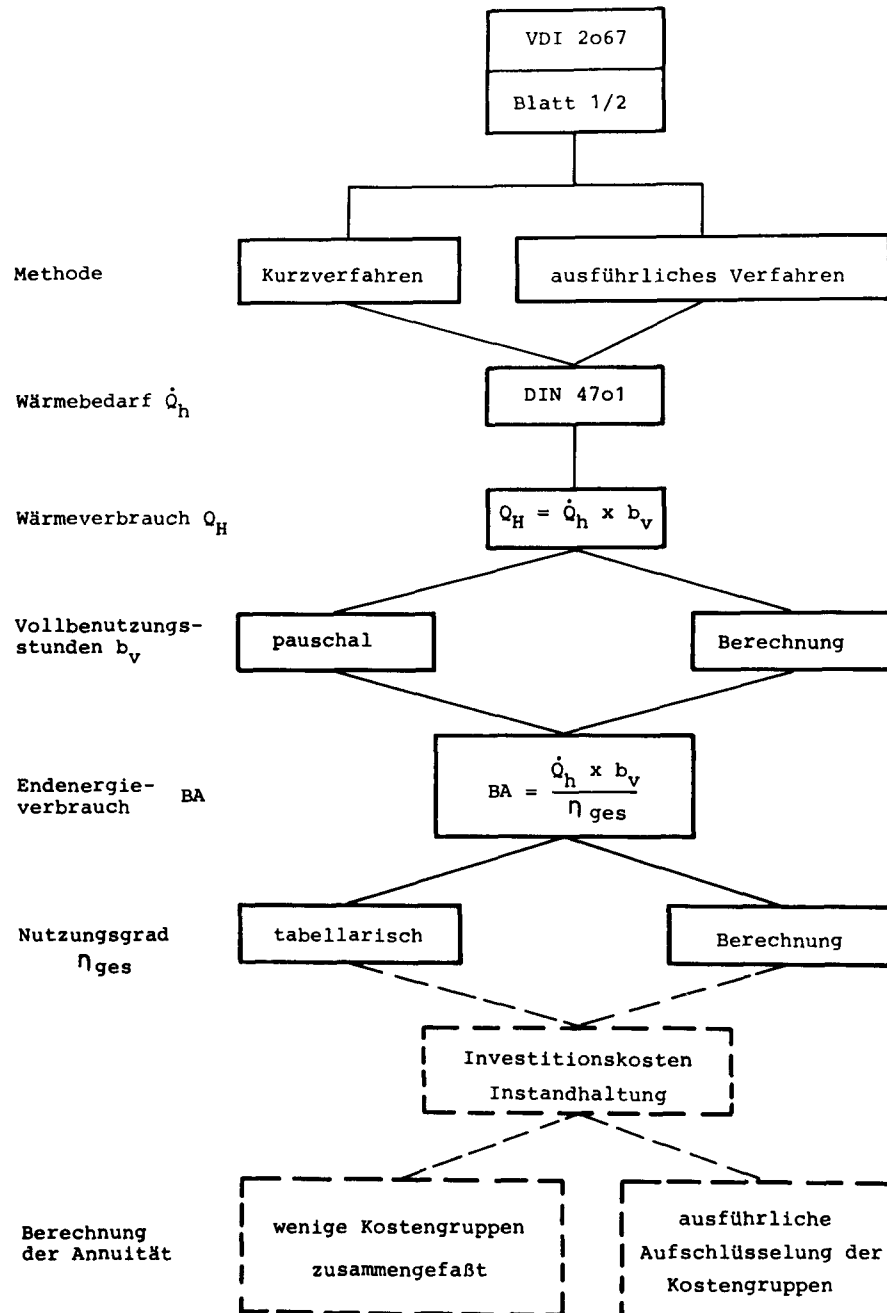 VDI 2o67
Blatt 1/2
Methode
Kurzverfahren
ausführliches Verfahren
Wärmebedarf Q̇h
DIN 47o1
Wärmeverbrauch QH
QH = Q̇h x bv
Vollbenutzungs-
stunden bv
pauschal
Berechnung
Endenergie-
verbrauch BA
BA = Q̇h x bv
η ges
Nutzungsgrad
ηges
tabellarisch
Berechnung
Investitionskosten
Instandhaltung
Berechnung
der Annuität
wenige Kostengruppen
zusammengefaßt
ausführliche
Aufschlüsselung der
Kostengruppen